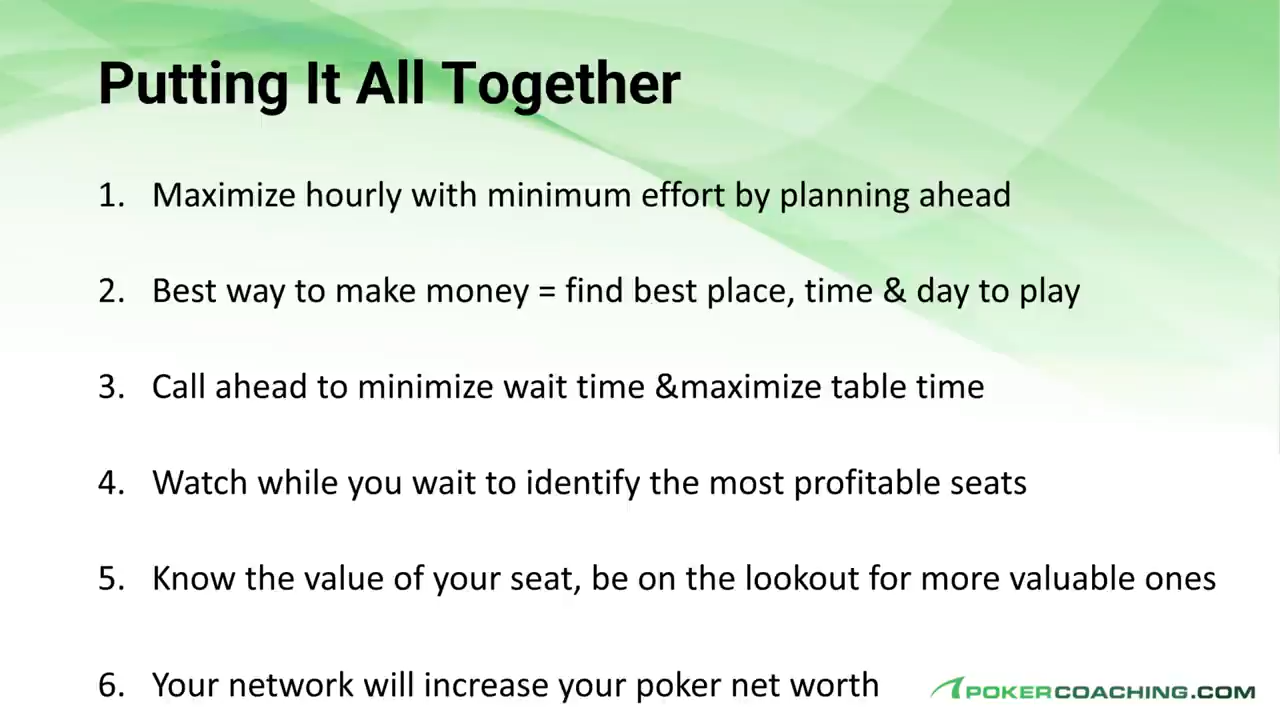 Putting It All Together
1. Maximize hourly with minimum effort by planning ahead
2. Best way to make money = find best place, time & day to play
3. Call ahead to minimize wait time &maximize table time
4. Watch while you wait to identify the most profitable seats
5. Know the value of your seat, be on the lookout for more valuable ones
6. Your network will increase your poker net worth
POKERCOACHING.COM